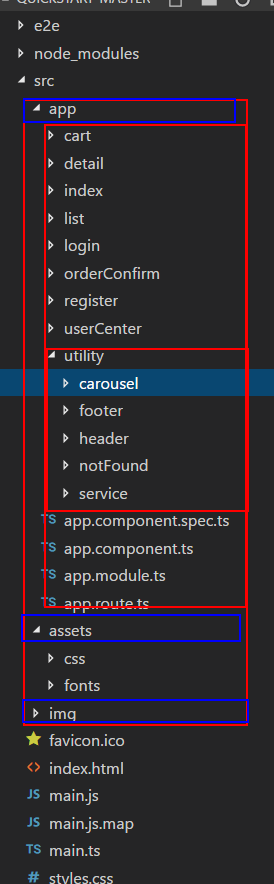 QUICKSTART-MASTER
e2e
node_modules
src
app
cart
detail
index
list
login
orderConfirm
register
userCenter
utility
carousel
footer
header
notFound
service
TS app.component.spec.ts
TS app.component.ts
TS app.module.ts
TS app.route.ts
assets
css
fonts
img
favicon.ico
<> index.html
JS main.js
JS main.js.map
TS main.ts
styles.css